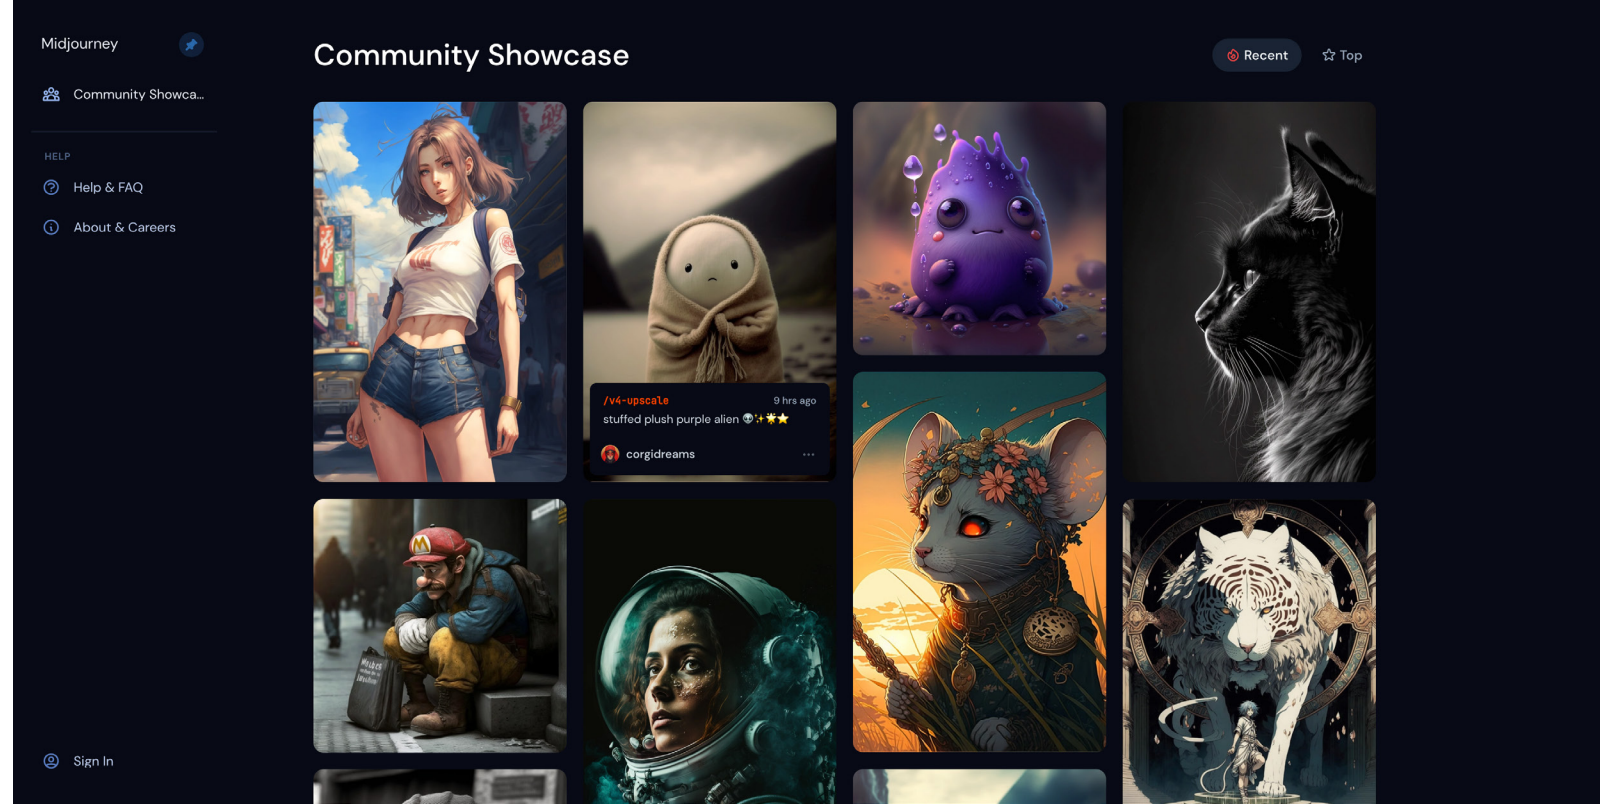 Midjourney
Community Showca...
HELP
Help & FAQ
About & Careers
Sign In
Community Showcase
Recent
Top
/v4-upscale
9 hrs ago
stuffed plush purple alien 👽✨🌟⭐
corgidreams
M